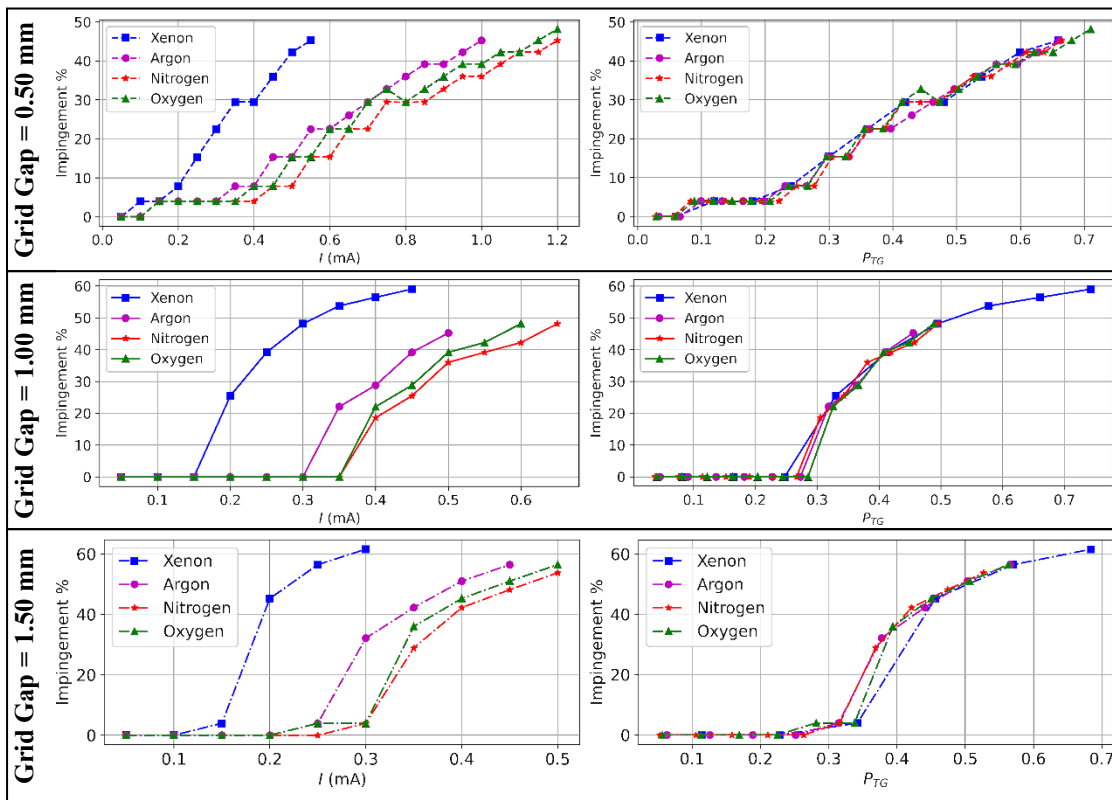 Grid Gap = 0.50 mm
Impingement %
50
40
30
20
10
0
Xenon
Argon
Nitrogen
Oxygen
0.0 0.2 0.4 0.6 0.8 1.0 1.2
I (mA)
Impingement %
50
40
30
20
10
0
Xenon
Argon
Nitrogen
Oxygen
0.0 0.1 0.2 0.3 0.4 0.5 0.6 0.7
P_TG
Grid Gap = 1.00 mm
Impingement %
60
50
40
30
20
10
0
Xenon
Argon
Nitrogen
Oxygen
0.1 0.2 0.3 0.4 0.5 0.6
I (mA)
Impingement %
60
50
40
30
20
10
0
Xenon
Argon
Nitrogen
Oxygen
0.1 0.2 0.3 0.4 0.5 0.6 0.7
P_TG
Grid Gap = 1.50 mm
Impingement %
60
40
20
0
Xenon
Argon
Nitrogen
Oxygen
0.1 0.2 0.3 0.4 0.5
I (mA)
Impingement %
60
40
20
0
Xenon
Argon
Nitrogen
Oxygen
0.1 0.2 0.3 0.4 0.5 0.6 0.7
P_TG